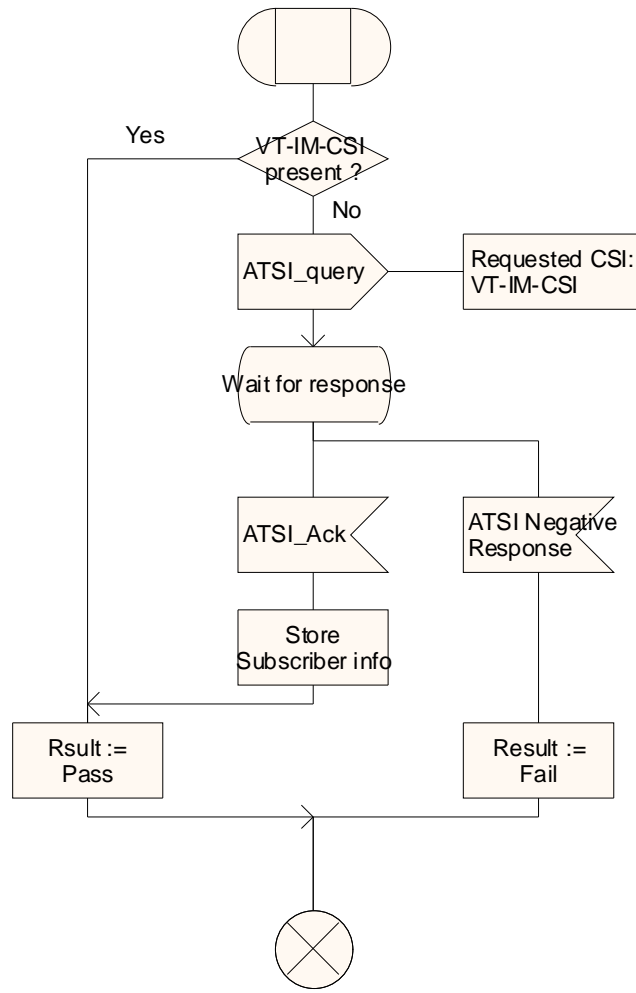 Yes
VT-IM-CSI
present ?
No
ATSI_query
Requested CSI:
VT-IM-CSI
Wait for response
ATSI_Ack
ATSI Negative
Response
Store
Subscriber info
Rsult :=
Pass
Result :=
Fail